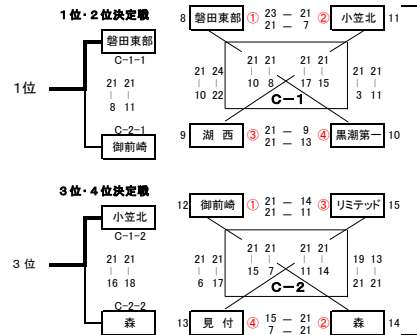 1位・2位決定戦
磐田東部
C-1-1
21 21
| |
8 11
C-2-1
御前崎
1位
8 磐田東部 ① 23 — 21 ② 小笠北 11
21 — 7
21 24
| |
10 22
21 21
| |
10 8
21 21
| |
17 15
21 21
| |
3 11
C-1
9 湖西 ③ 21 — 9 ④ 黒潮第一 10
21 — 13
3位・4位決定戦
小笠北
C-1-2
21 21
| |
16 18
C-2-2
森
3位
12 御前崎 ① 21 — 14 ③ リミテッド 15
21 — 11
21 21
| |
6 17
21 21
| |
15 7
21 21
| |
11 14
19 13
| |
21 21
C-2
13 見付 ④ 15 — 21 ② 森 14
7 — 21